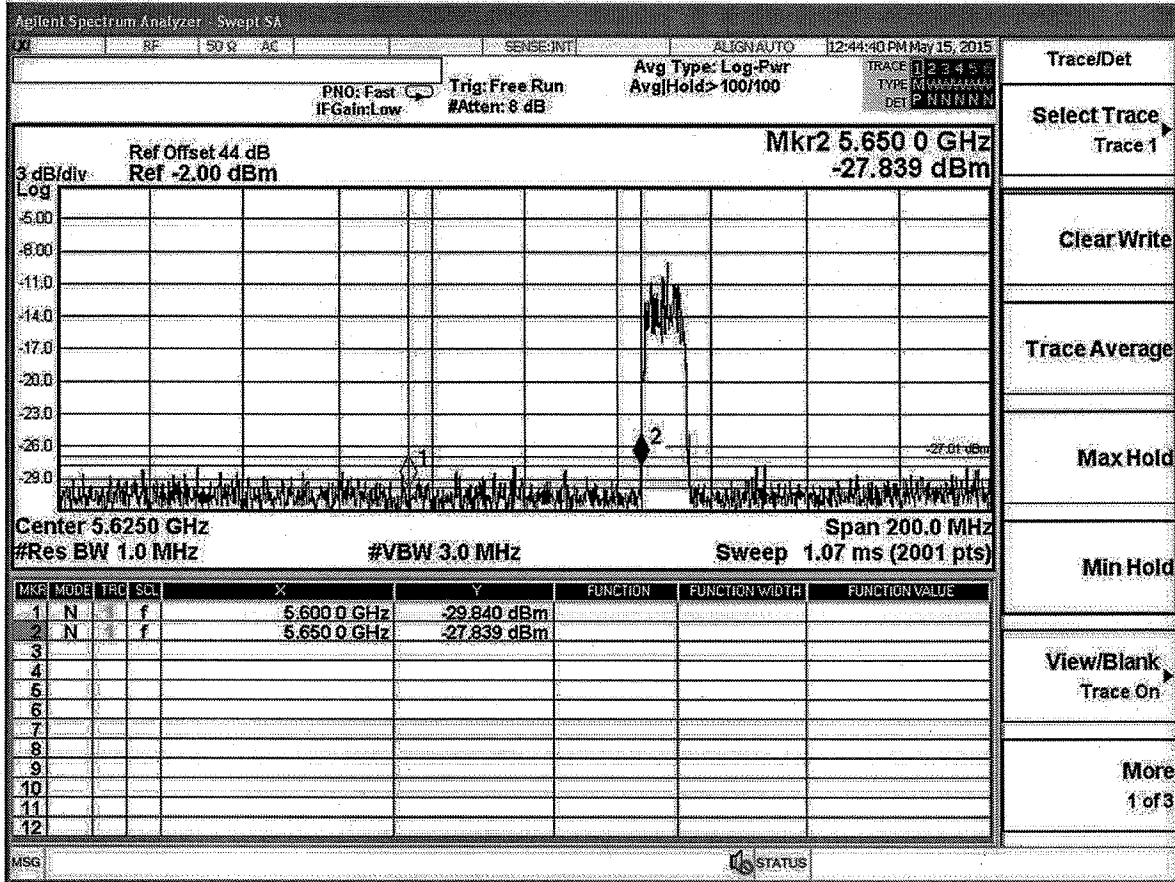 Agilent Spectrum Analyzer - Swept SA
LXI RF 50 Ω AC SENSE:INT ALIGN AUTO 12:44:40 PM May 15, 2015
PNO: Fast
IFGain:Low
Trig: Free Run
#Atten: 8 dB
Avg Type: Log-Pwr
Avg|Hold>100/100
TRACE 1 2 3 4 5 6
TYPE
DET P N N N N N
Ref Offset 44 dB
Ref -2.00 dBm
3 dB/div
Log
Mkr2 5.650 0 GHz
-27.839 dBm
-5.00
-8.00
-11.0
-14.0
-17.0
-20.0
-23.0
-26.0
-29.0
1
2
-27.01 dBm
Center 5.6250 GHz
Span 200.0 MHz
#Res BW 1.0 MHz
#VBW 3.0 MHz
Sweep 1.07 ms (2001 pts)
MKR MODE TRC SCL X Y FUNCTION FUNCTION WIDTH FUNCTION VALUE
1 N 1 f 5.600 0 GHz -29.840 dBm
2 N 1 f 5.650 0 GHz -27.839 dBm
3
4
5
6
7
8
9
10
11
12
MSG
STATUS
Trace/Det
Select Trace
Trace 1
Clear Write
Trace Average
Max Hold
Min Hold
View/Blank
Trace On
More
1 of 3